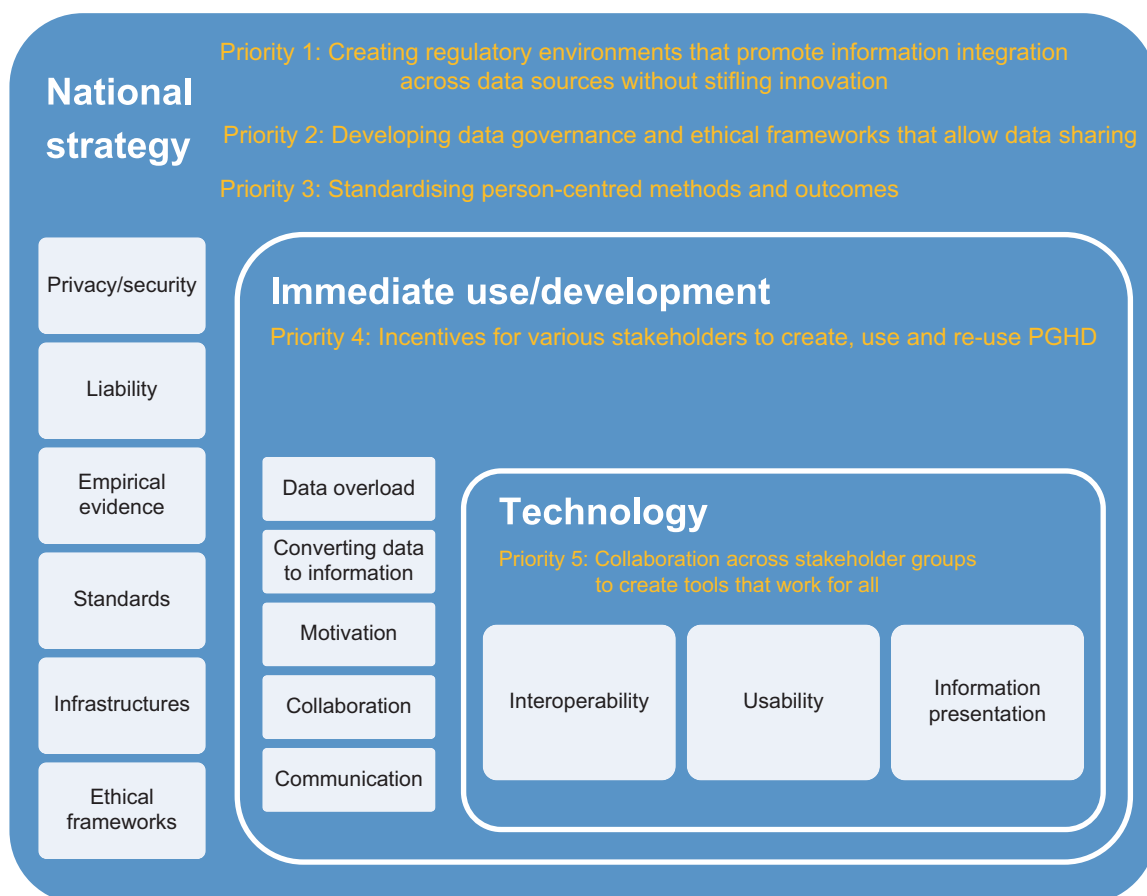 National
strategy
Priority 1: Creating regulatory environments that promote information integration
across data sources without stifling innovation
Priority 2: Developing data governance and ethical frameworks that allow data sharing
Priority 3: Standardising person-centred methods and outcomes
Privacy/security
Liability
Empirical
evidence
Standards
Infrastructures
Ethical
frameworks
Immediate use/development
Priority 4: Incentives for various stakeholders to create, use and re-use PGHD
Data overload
Converting data
to information
Motivation
Collaboration
Communication
Technology
Priority 5: Collaboration across stakeholder groups
to create tools that work for all
Interoperability
Usability
Information
presentation